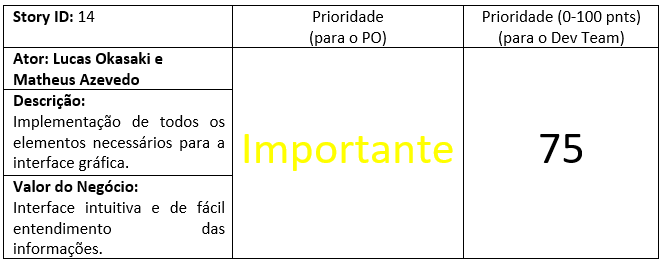 Story ID: 14
Prioridade
(para o PO)
Prioridade (0-100 pnts)
(para o Dev Team)
Ator: Lucas Okasaki e
Matheus Azevedo
Descrição:
Implementação de todos os
elementos necessários para a
interface gráfica.
Valor do Negócio:
Interface intuitiva e de fácil
entendimento das
informações.
Importante
75